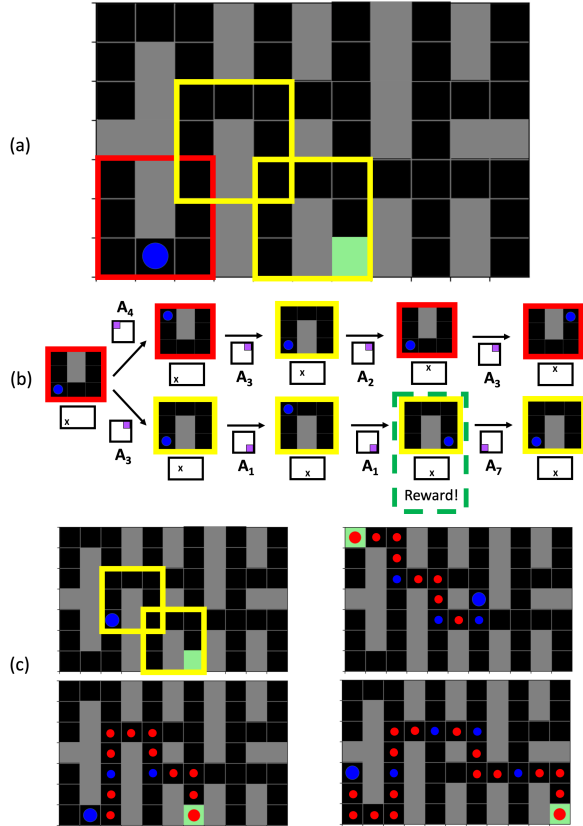 (a)
A4
(b)
x x x x x
A3 A2 A3
x x x x
A3 A1 A1 A7
Reward!
(c)